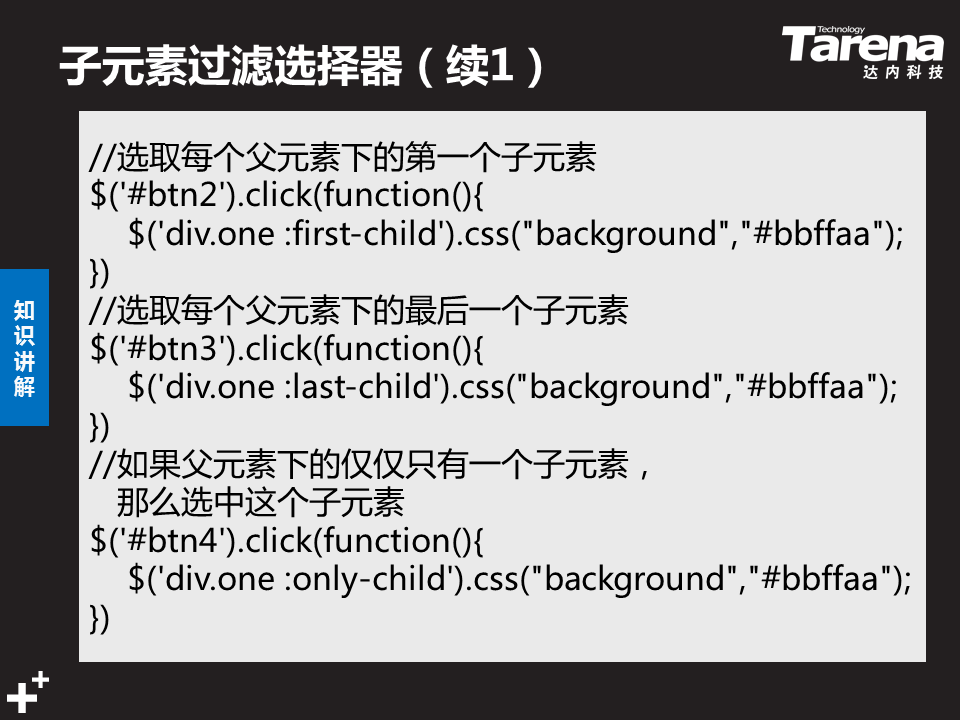 子元素过滤选择器（续1）
Technology
Tarena
达内科技
//选取每个父元素下的第一个子元素
$('#btn2').click(function(){
    $('div.one :first-child').css("background","#bbffaa");
})
//选取每个父元素下的最后一个子元素
$('#btn3').click(function(){
    $('div.one :last-child').css("background","#bbffaa");
})
//如果父元素下的仅仅只有一个子元素，
   那么选中这个子元素
$('#btn4').click(function(){
    $('div.one :only-child').css("background","#bbffaa");
})
知
识
讲
解